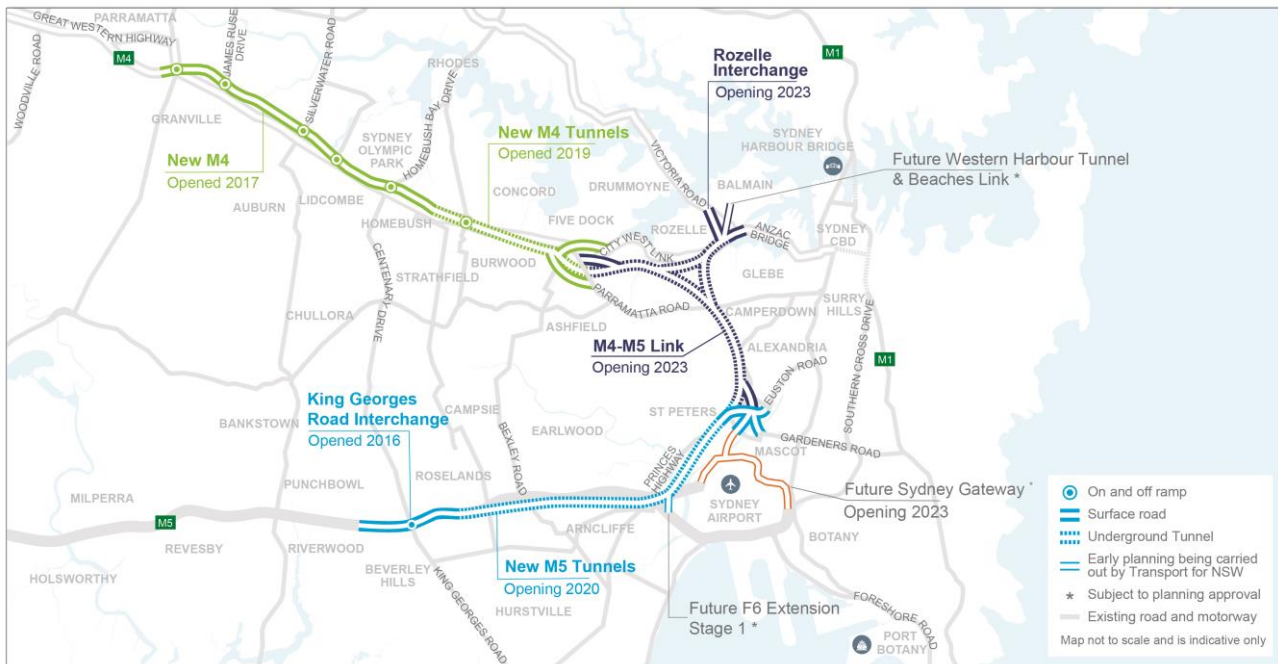 PARRAMATTA
GREAT WESTERN HIGHWAY
M4
JAMES RUSE
DRIVE
SILVERWATER ROAD
WOODVILLE ROAD
GRANVILLE
RHODES
HOMEBUSH BAY
DRIVE
SYDNEY
OLYMPIC
PARK
New M4
Opened 2017
AUBURN
LIDCOMBE
HOMEBUSH
New M4 Tunnels
Opened 2019
CONCORD
DRUMMOYNE
FIVE DOCK
VICTORIA ROAD
Rozelle
Interchange
Opening 2023
M1
SYDNEY
HARBOUR BRIDGE
BALMAIN
Future Western Harbour Tunnel
& Beaches Link *
ROZELLE
ANZAC
BRIDGE
SYDNEY
CBD
CITY WEST LINK
STRATHFIELD
BURWOOD
CENTENARY DRIVE
GLEBE
PARRAMATTA ROAD
CAMPERDOWN
SURRY
HILLS
CHULLORA
ASHFIELD
M4-M5 Link
Opening 2023
ALEXANDRIA
EUSTON ROAD
SOUTHERN CROSS DRIVE
M1
King Georges
Road Interchange
Opened 2016
BANKSTOWN
CAMPSIE
BEXLEY ROAD
EARLWOOD
ST PETERS
GARDENERS ROAD
MASCOT
PRINCES
HIGHWAY
ROSELANDS
PUNCHBOWL
MILPERRA
M5
SYDNEY
AIRPORT
Future Sydney Gateway *
Opening 2023
REVESBY
RIVERWOOD
ARNCLIFFE
BOTANY
HOLSWORTHY
BEVERLEY
HILLS
KING GEORGES ROAD
New M5 Tunnels
Opening 2020
HURSTVILLE
Future F6 Extension
Stage 1 *
FORESHORE ROAD
PORT
BOTANY
On and off ramp
Surface road
Underground Tunnel
Early planning being carried
out by Transport for NSW
* Subject to planning approval
Existing road and motorway
Map not to scale and is indicative only